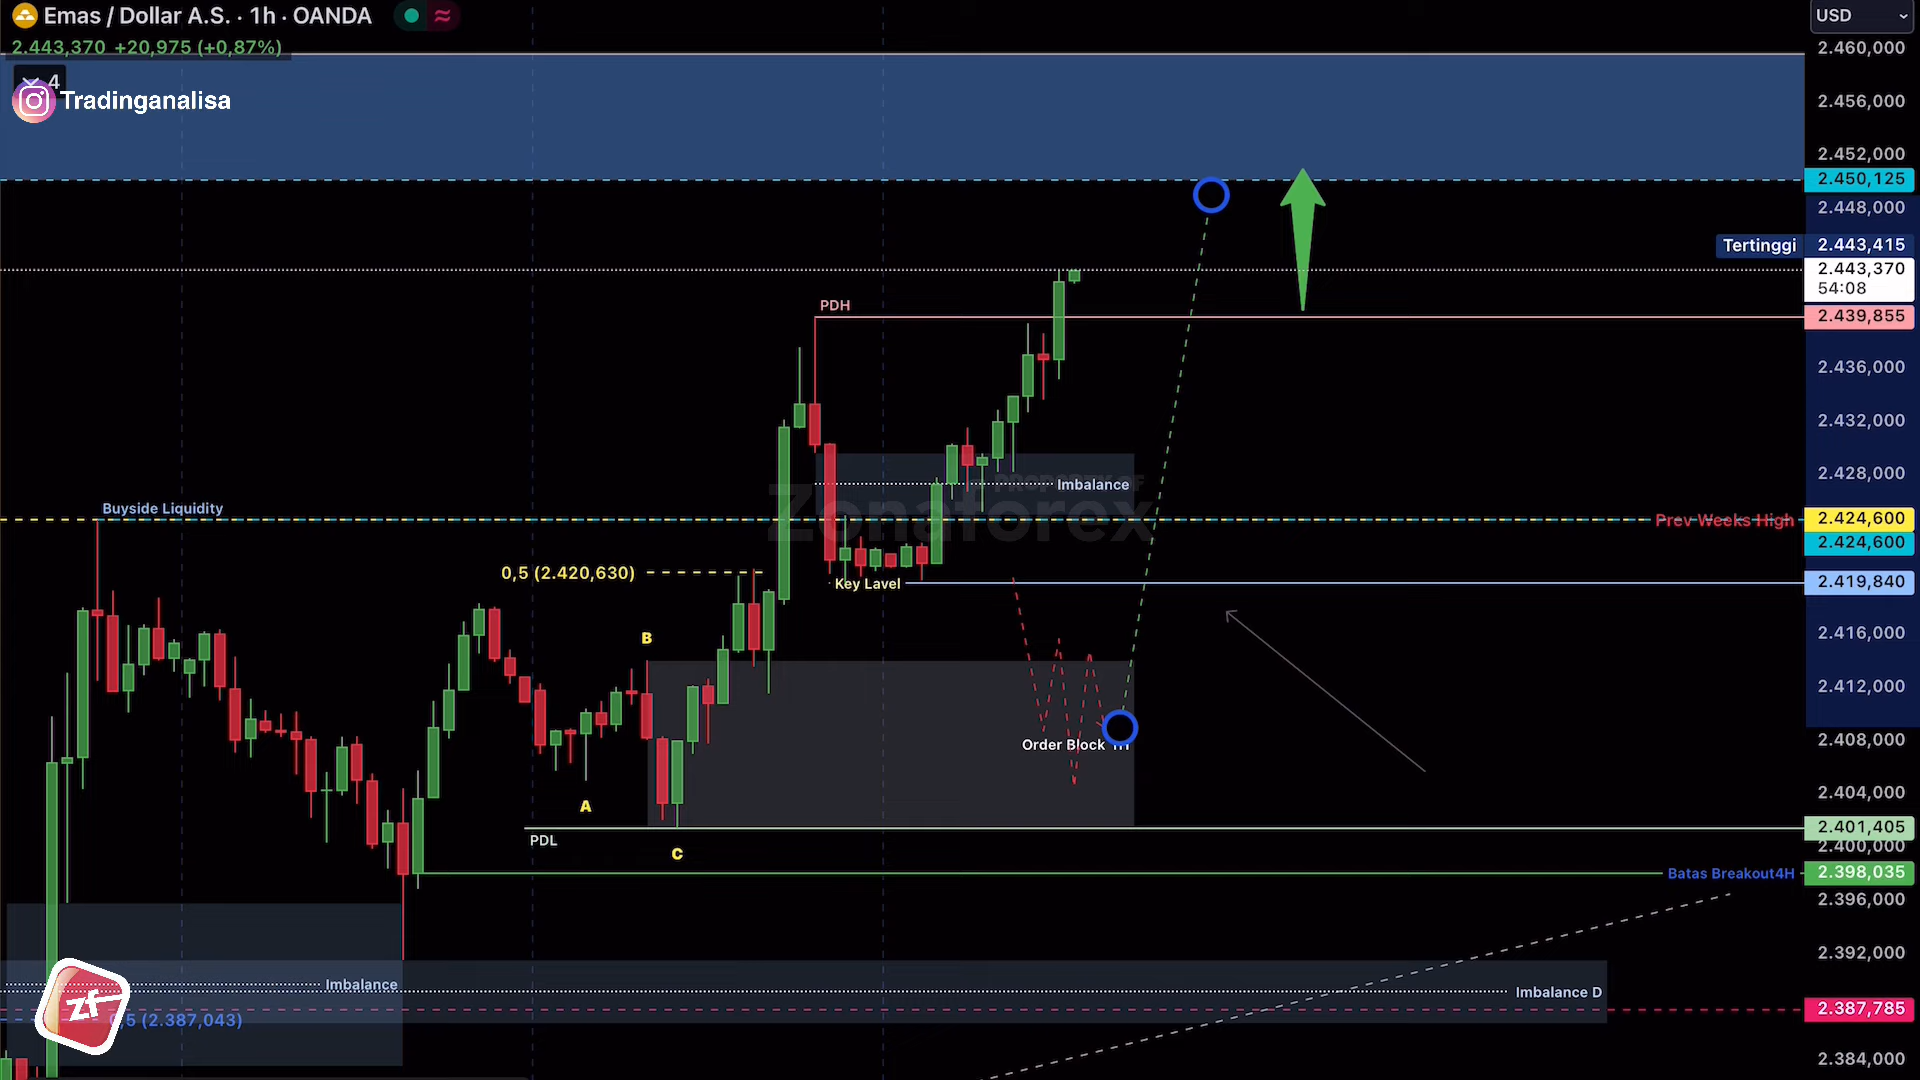 Emas / Dollar A.S. · 1h · OANDA
USD
2.443,370 +20,975 (+0,87%)
4
Tradinganalisa
2.460,000
2.456,000
2.452,000
2.450,125
2.448,000
Tertinggi 2.443,415
2.443,370
54:08
PDH
2.439,855
2.436,000
2.432,000
2.428,000
Imbalance
Zonaforex
Buyside Liquidity
Prev Weeks High
2.424,600
2.424,600
0,5 (2.420,630)
Key Lavel
2.419,840
2.416,000
B
2.412,000
2.408,000
Order Block 1H
2.404,000
A
2.401,405
PDL
2.400,000
C
Batas Breakout4H
2.398,035
2.396,000
2.392,000
Imbalance
Imbalance D
zf
2.387,785
0,5 (2.387,043)
2.384,000